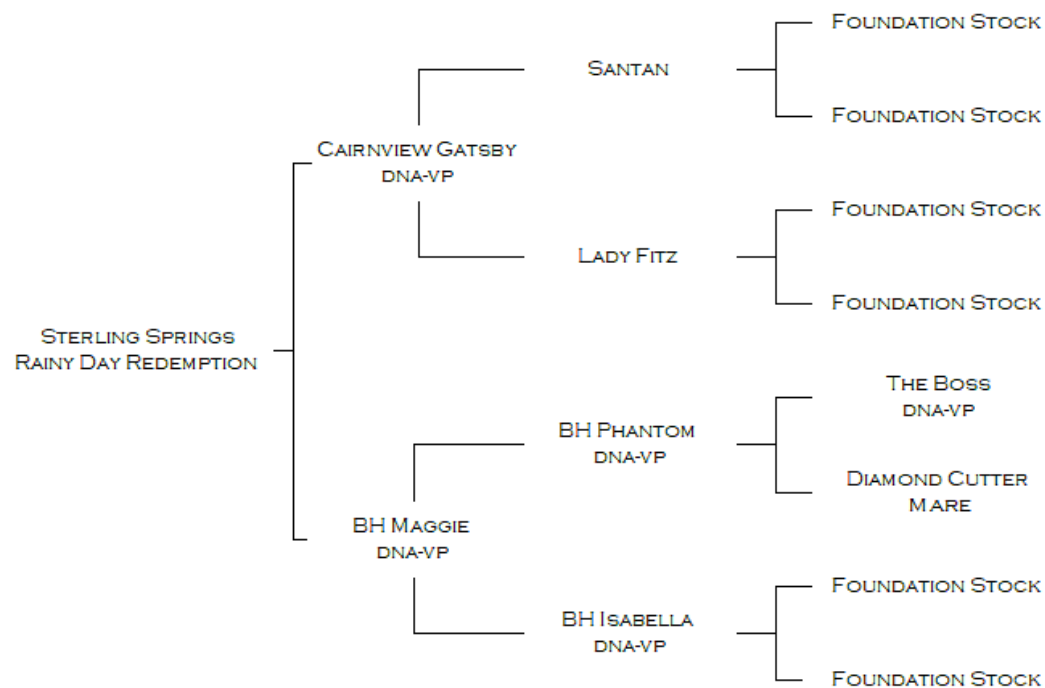 Foundation Stock
Santan
Foundation Stock
Cairnview Gatsby
DNA-VP
Foundation Stock
Lady Fitz
Foundation Stock
Sterling Springs
Rainy Day Redemption
The Boss
DNA-VP
BH Phantom
DNA-VP
Diamond Cutter
Mare
BH Maggie
DNA-VP
Foundation Stock
BH Isabella
DNA-VP
Foundation Stock